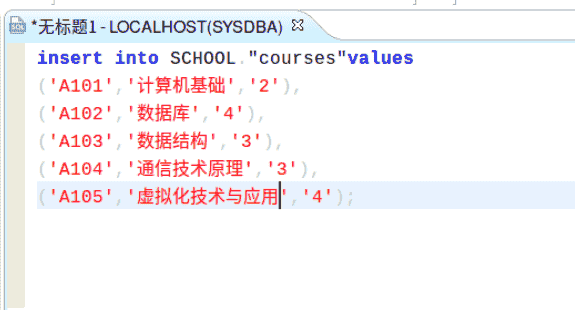 *无标题1 - LOCALHOST(SYSDBA)
insert into SCHOOL."courses"values
('A101','计算机基础','2'),
('A102','数据库','4'),
('A103','数据结构','3'),
('A104','通信技术原理','3'),
('A105','虚拟化技术与应用','4');